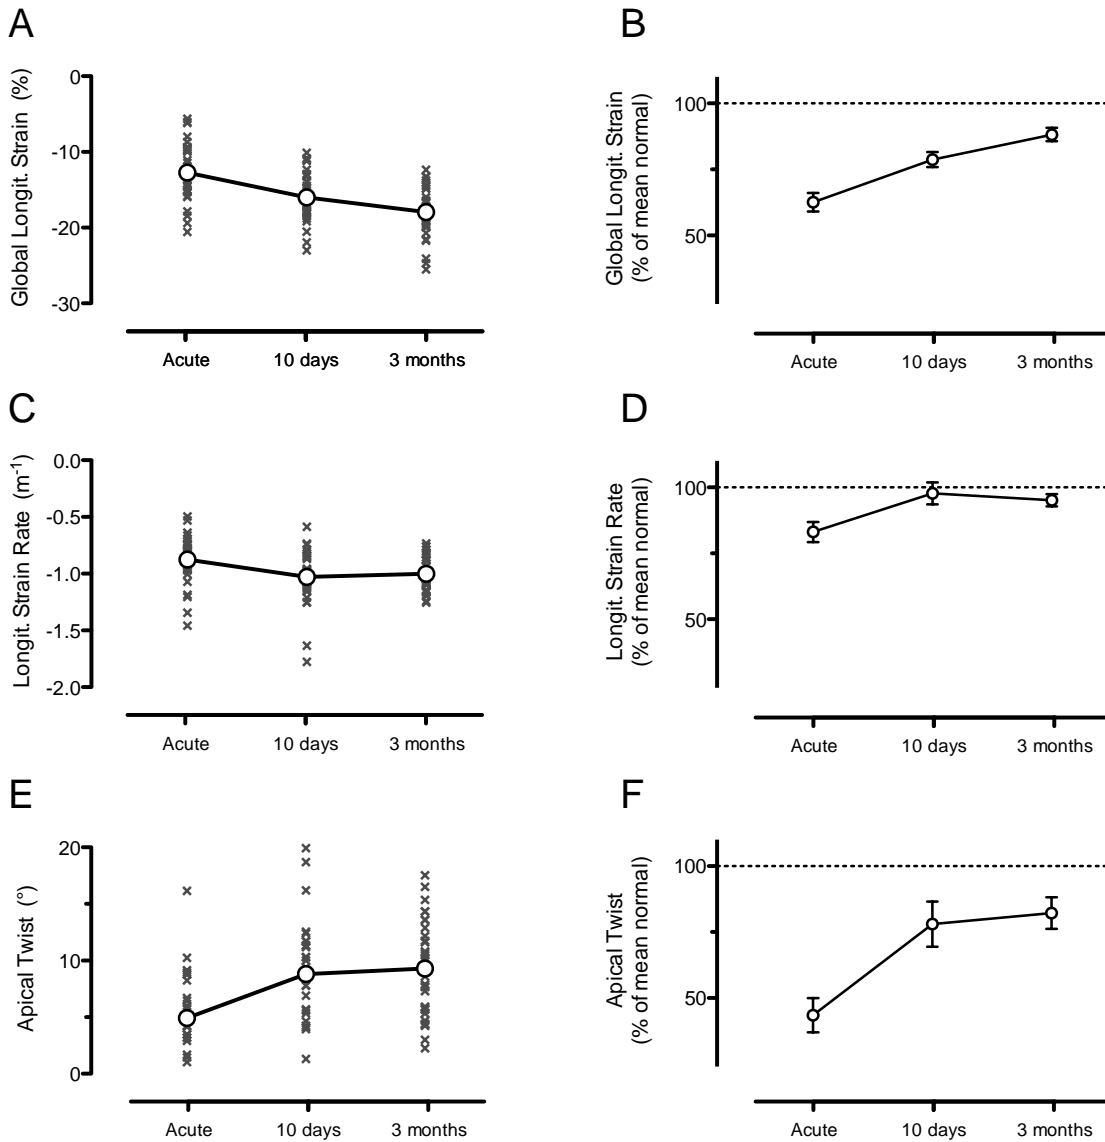 A
Global Longit. Strain (%)
0
-10
-20
-30
Acute 10 days 3 months
B
Global Longit. Strain
(% of mean normal)
100
50
Acute 10 days 3 months
C
Longit. Strain Rate (m-1)
0.0
-0.5
-1.0
-1.5
-2.0
Acute 10 days 3 months
D
Longit. Strain Rate
(% of mean normal)
100
50
Acute 10 days 3 months
E
Apical Twist (°)
20
10
0
Acute 10 days 3 months
F
Apical Twist
(% of mean normal)
100
50
Acute 10 days 3 months